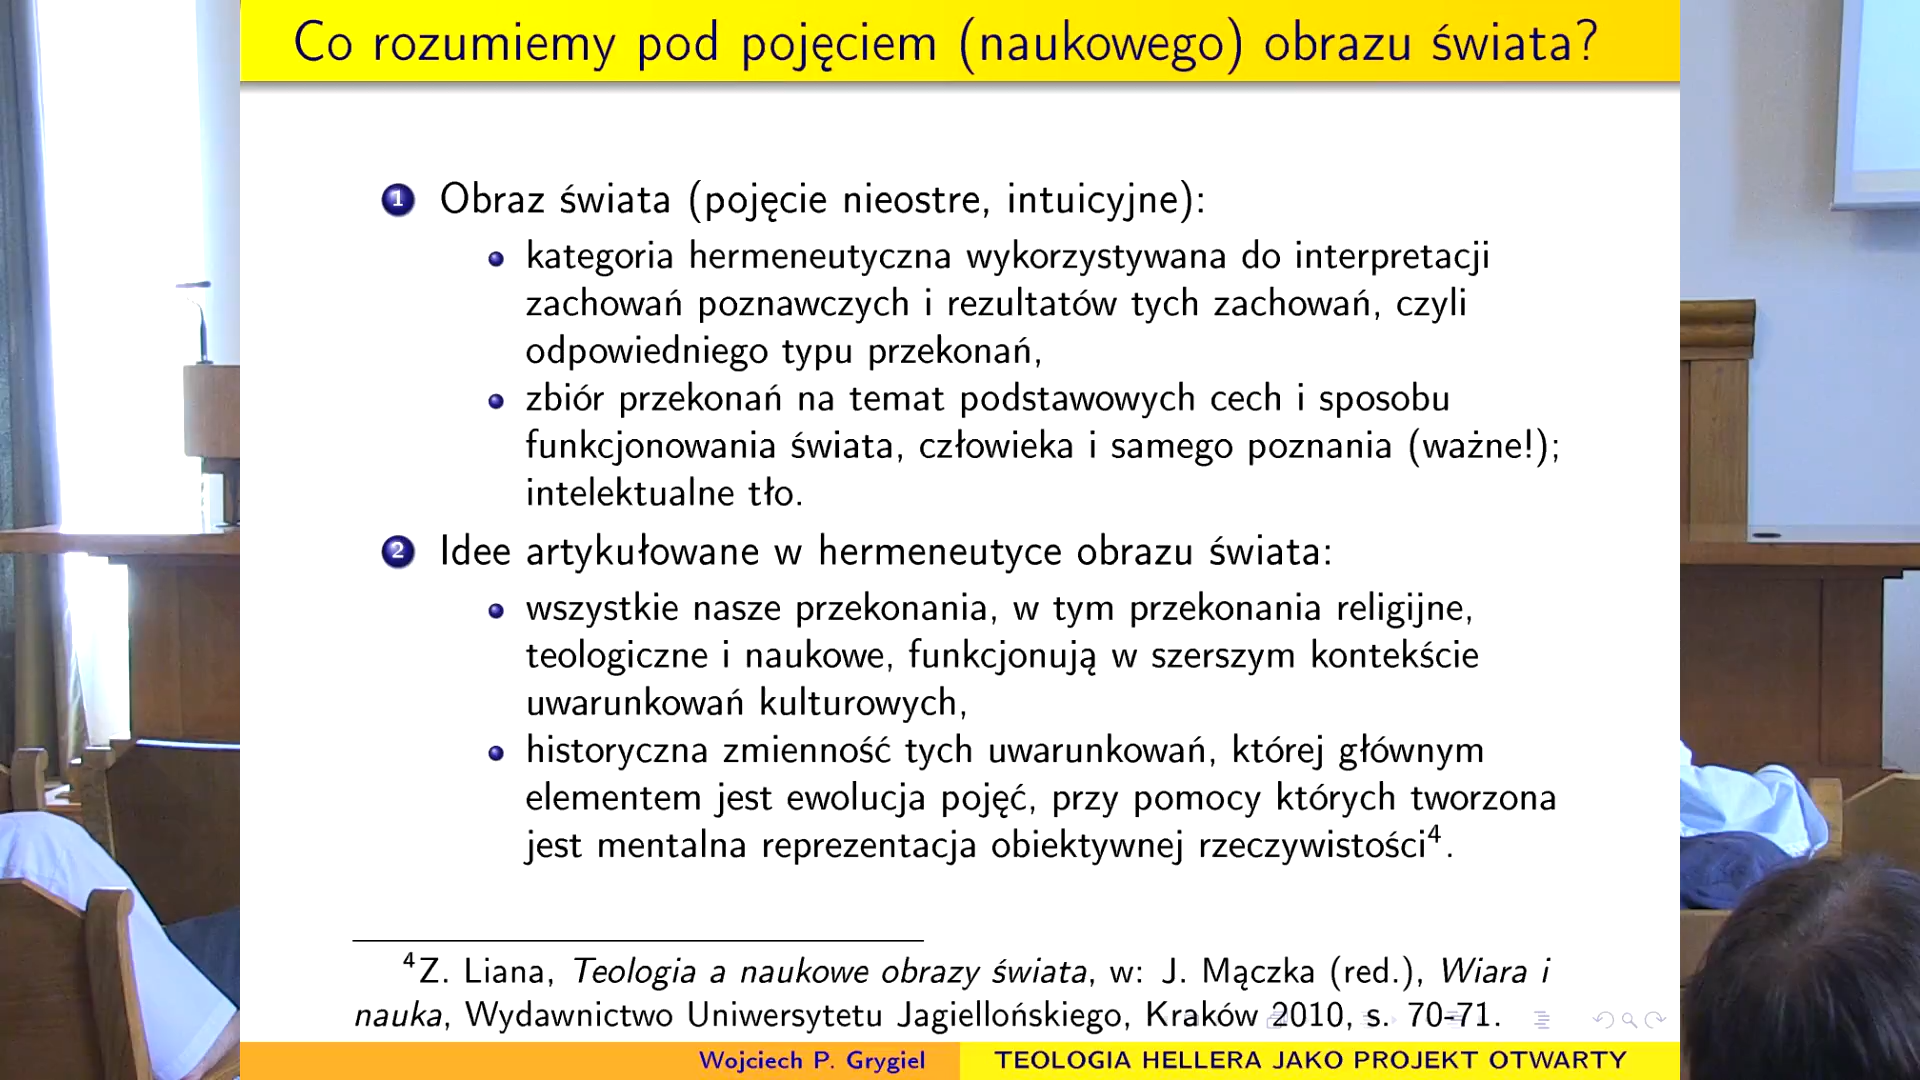 Co rozumiemy pod pojęciem (naukowego) obrazu świata?
1 Obraz świata (pojęcie nieostre, intuicyjne):
kategoria hermeneutyczna wykorzystywana do interpretacji
zachowań poznawczych i rezultatów tych zachowań, czyli
odpowiedniego typu przekonań,
zbiór przekonań na temat podstawowych cech i sposobu
funkcjonowania świata, człowieka i samego poznania (ważne!);
intelektualne tło.
2 Idee artykułowane w hermeneutyce obrazu świata:
wszystkie nasze przekonania, w tym przekonania religijne,
teologiczne i naukowe, funkcjonują w szerszym kontekście
uwarunkowań kulturowych,
historyczna zmienność tych uwarunkowań, której głównym
elementem jest ewolucja pojęć, przy pomocy których tworzona
jest mentalna reprezentacja obiektywnej rzeczywistości⁴.
⁴Z. Liana, Teologia a naukowe obrazy świata, w: J. Mączka (red.), Wiara i
nauka, Wydawnictwo Uniwersytetu Jagiellońskiego, Kraków 2010, s. 70-71.
Wojciech P. Grygiel TEOLOGIA HELLERA JAKO PROJEKT OTWARTY